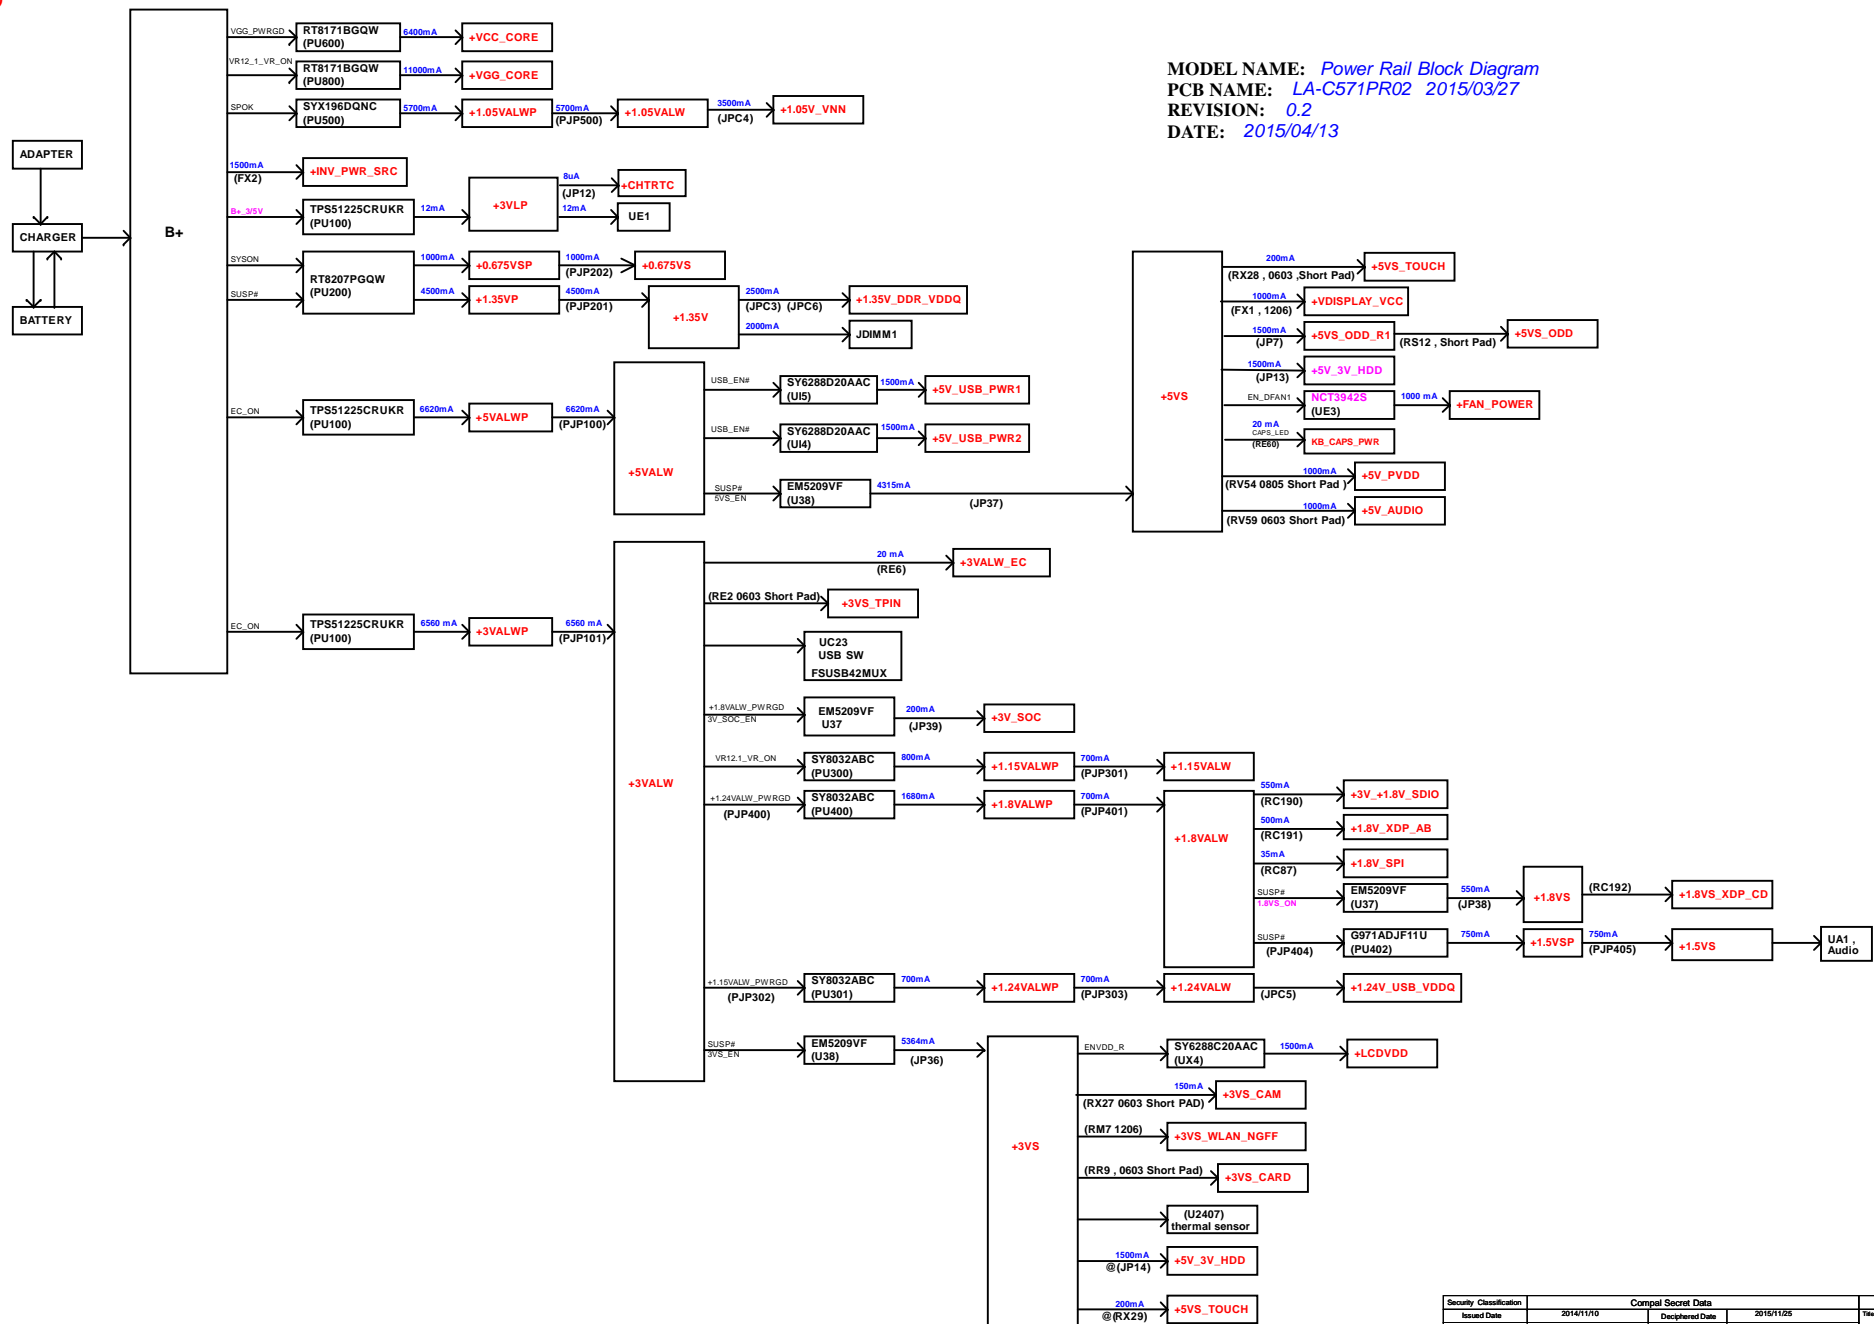 MODEL NAME: Power Rail Block Diagram
PCB NAME: LA-C571PR02 2015/03/27
REVISION: 0.2
DATE: 2015/04/13
ADAPTER
CHARGER
BATTERY
B+
VGG_PWRGD
RT8171BGQW
(PU600)
6400mA
+VCC_CORE
VR12_1_VR_ON
RT8171BGQW
(PU800)
11000mA
+VGG_CORE
SPOK
SYX196DQNC
(PU500)
5700mA
+1.05VALWP
5700mA
(PJP500)
+1.05VALW
3500mA
(JPC4)
+1.05V_VNN
1500mA
(FX2)
+INV_PWR_SRC
B+_3/5V
TPS51225CRUKR
(PU100)
12mA
+3VLP
8uA
(JP12)
+CHTRTC
12mA
UE1
SYSON
SUSP#
RT8207PGQW
(PU200)
1000mA
+0.675VSP
1000mA
(PJP202)
+0.675VS
4500mA
+1.35VP
4500mA
(PJP201)
+1.35V
2500mA
(JPC3) (JPC6)
+1.35V_DDR_VDDQ
2000mA
JDIMM1
EC_ON
TPS51225CRUKR
(PU100)
6620mA
+5VALWP
6620mA
(PJP100)
+5VALW
USB_EN#
SY6288D20AAC
(UI5)
1500mA
+5V_USB_PWR1
USB_EN#
SY6288D20AAC
(UI4)
1500mA
+5V_USB_PWR2
SUSP#
5VS_EN
EM5209VF
(U38)
4315mA
(JP37)
+5VS
200mA
(RX28 , 0603 ,Short Pad)
+5VS_TOUCH
1000mA
(FX1 , 1206)
+VDISPLAY_VCC
1500mA
(JP7)
+5VS_ODD_R1
(RS12 , Short Pad)
+5VS_ODD
1500mA
(JP13)
+5V_3V_HDD
EN_DFAN1
NCT3942S
(UE3)
1000 mA
+FAN_POWER
20 mA
CAPS_LED
(RE60)
KB_CAPS_PWR
1000mA
(RV54 0805 Short Pad )
+5V_PVDD
1000mA
(RV59 0603 Short Pad)
+5V_AUDIO
EC_ON
TPS51225CRUKR
(PU100)
6560 mA
+3VALWP
6560 mA
(PJP101)
+3VALW
20 mA
(RE6)
+3VALW_EC
(RE2 0603 Short Pad)
+3VS_TPIN
UC23
USB SW
FSUSB42MUX
+1.8VALW_PWRGD
3V_SOC_EN
EM5209VF
U37
200mA
(JP39)
+3V_SOC
VR12.1_VR_ON
SY8032ABC
(PU300)
800mA
+1.15VALWP
700mA
(PJP301)
+1.15VALW
+1.24VALW_PWRGD
(PJP400)
SY8032ABC
(PU400)
1680mA
+1.8VALWP
700mA
(PJP401)
+1.8VALW
550mA
(RC190)
+3V_+1.8V_SDIO
500mA
(RC191)
+1.8V_XDP_AB
35mA
(RC87)
+1.8V_SPI
SUSP#
1.8VS_ON
EM5209VF
(U37)
550mA
(JP38)
+1.8VS
(RC192)
+1.8VS_XDP_CD
SUSP#
(PJP404)
G971ADJF11U
(PU402)
750mA
+1.5VSP
750mA
(PJP405)
+1.5VS
UA1 ,
Audio
+1.15VALW_PWRGD
(PJP302)
SY8032ABC
(PU301)
700mA
+1.24VALWP
700mA
(PJP303)
+1.24VALW
(JPC5)
+1.24V_USB_VDDQ
SUSP#
3VS_EN
EM5209VF
(U38)
5364mA
(JP36)
+3VS
ENVDD_R
SY6288C20AAC
(UX4)
1500mA
+LCDVDD
150mA
(RX27 0603 Short PAD)
+3VS_CAM
(RM7 1206)
+3VS_WLAN_NGFF
(RR9 , 0603 Short Pad)
+3VS_CARD
(U2407)
thermal sensor
1500mA
@(JP14)
+5V_3V_HDD
200mA
@(RX29)
+5VS_TOUCH
Security Classification
Compal Secret Data
Issued Date
2014/11/10
Deciphered Date
2015/11/25
Title